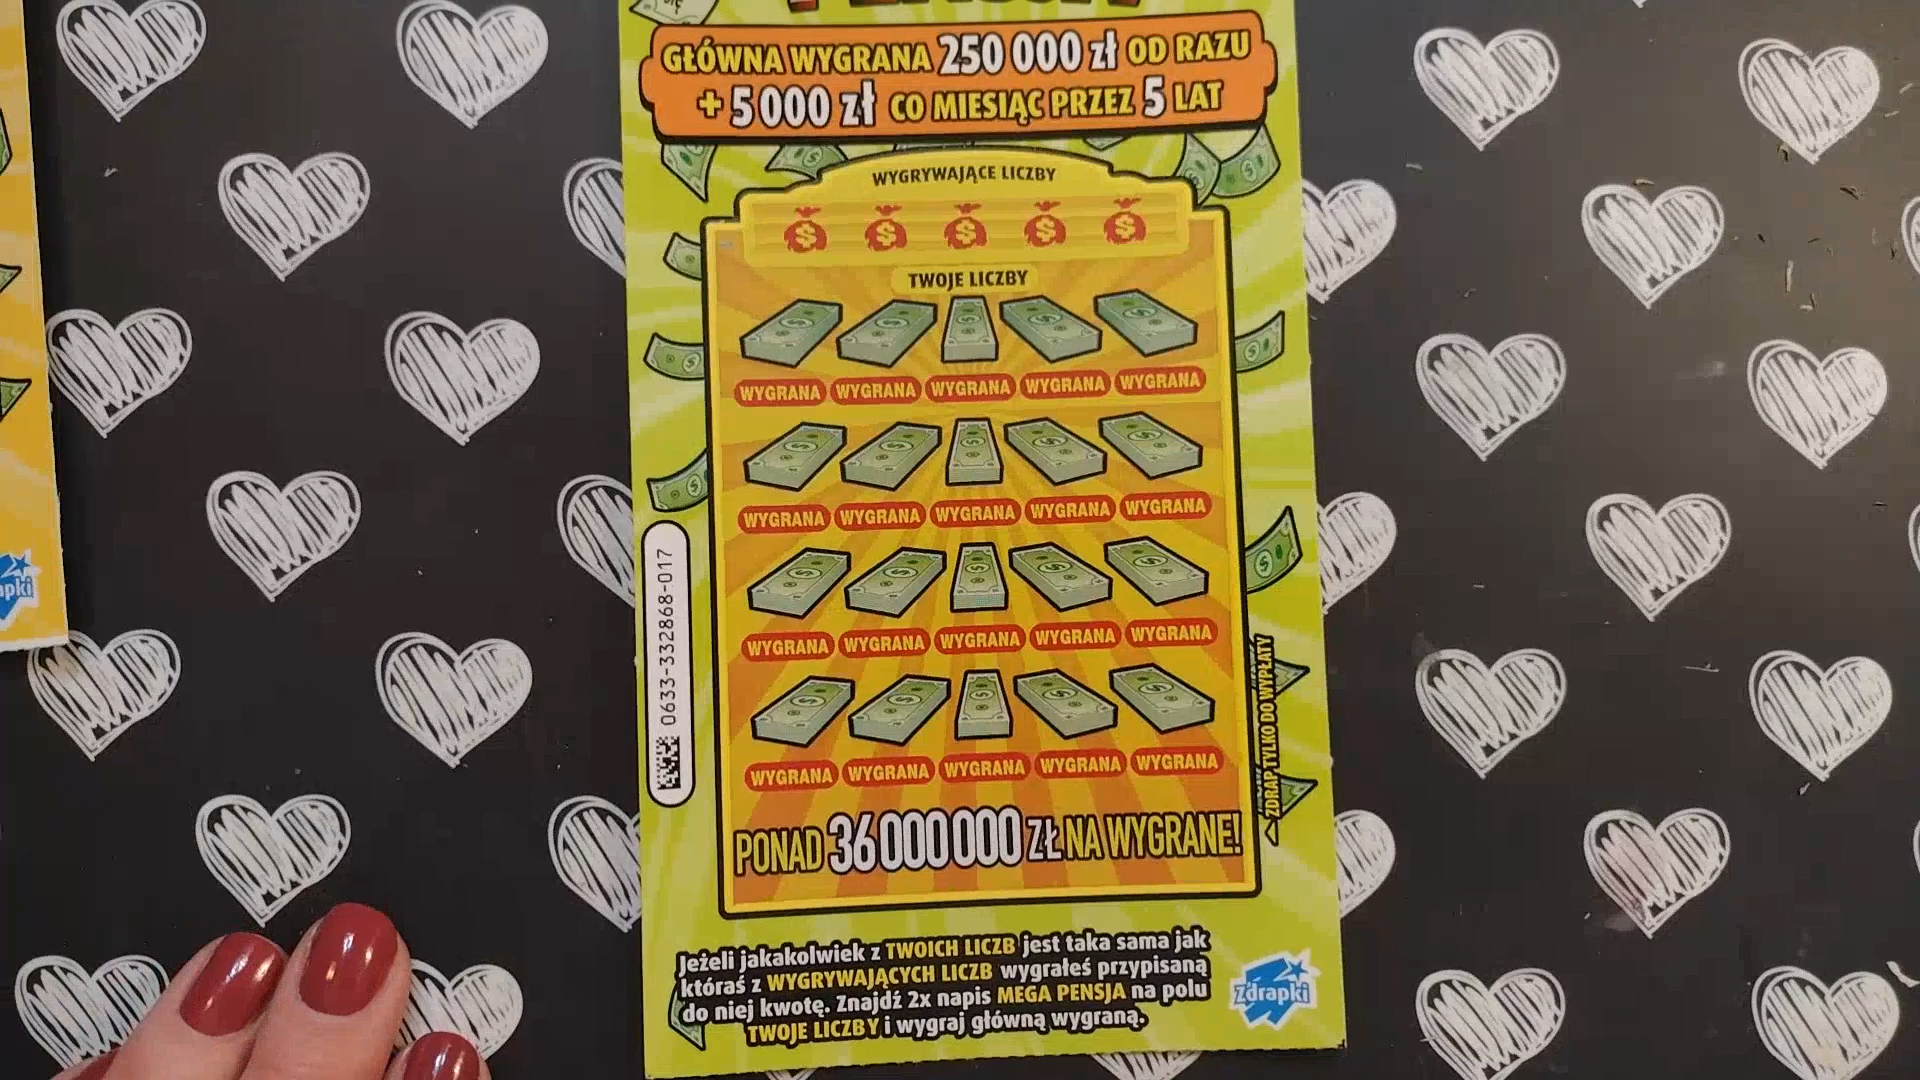 GŁÓWNA WYGRANA 250 000 zł OD RAZU
+ 5 000 zł CO MIESIĄC PRZEZ 5 LAT
WYGRYWAJĄCE LICZBY
TWOJE LICZBY
WYGRANA WYGRANA WYGRANA WYGRANA WYGRANA
WYGRANA WYGRANA WYGRANA WYGRANA WYGRANA
WYGRANA WYGRANA WYGRANA WYGRANA WYGRANA
WYGRANA WYGRANA WYGRANA WYGRANA WYGRANA
PONAD 36 000 000 ZŁ NA WYGRANE!
0633-332868-017
ZDRAP TYLKO DO WYPŁATY
Jeżeli jakakolwiek z TWOICH LICZB jest taka sama jak
któraś z WYGRYWAJĄCYCH LICZB wygrałeś przypisaną
do niej kwotę. Znajdź 2x napis MEGA PENSJA na polu
TWOJE LICZBY i wygraj główną wygraną.
Zdrapki